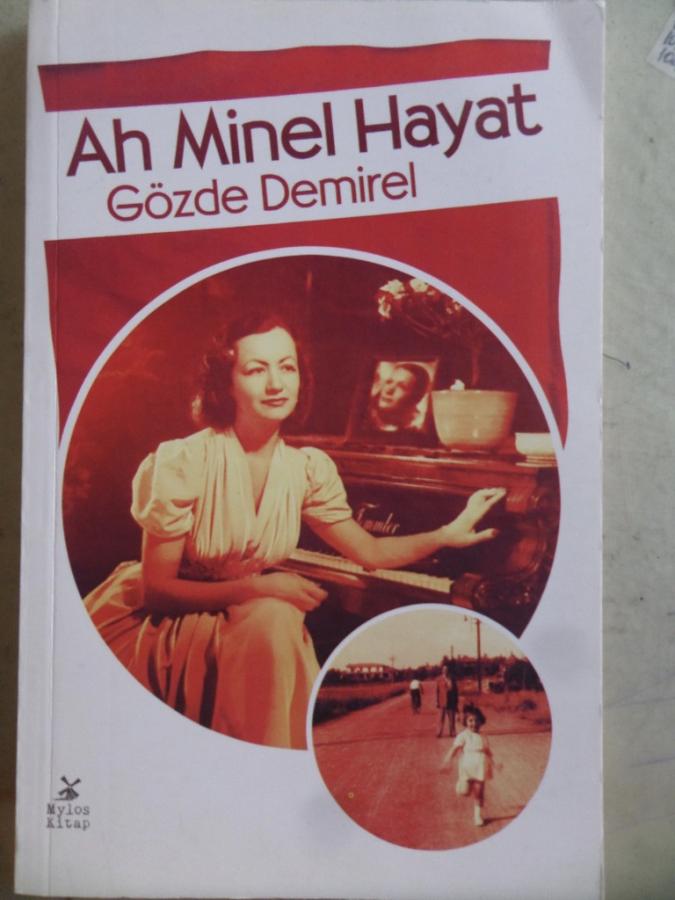 Ah Minel Hayat
Gözde Demirel
Mylos
Kitap